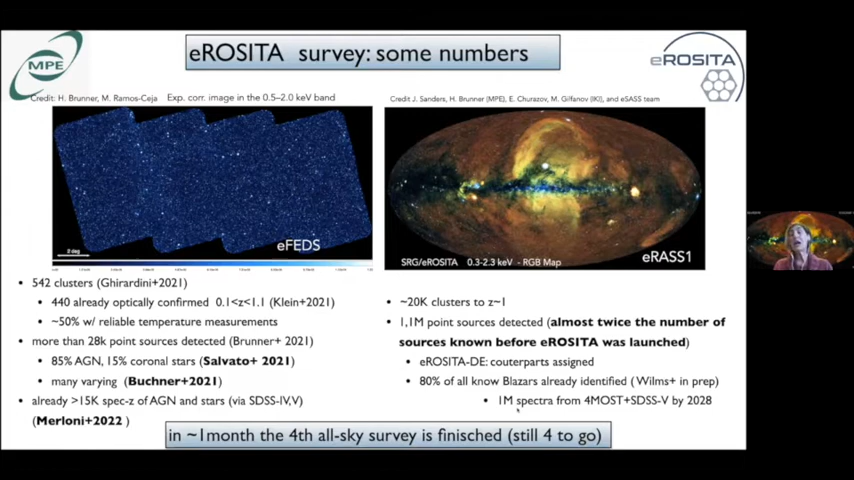 MPE
eROSITA survey: some numbers
eROSITA
Credit: H. Brunner, M. Ramos-Ceja Exp. corr. image in the 0.5–2.0 keV band
Credit J. Sanders, H. Brunner (MPE), E. Churazov, M. Gilfanov (IKI), and eSASS team
2 deg
eFEDS
SRG/eROSITA 0.3-2.3 keV - RGB Map
eRASS1
• 542 clusters (Ghirardini+2021)
• 440 already optically confirmed 0.1<z<1.1 (Klein+2021)
• ~50% w/ reliable temperature measurements
• more than 28k point sources detected (Brunner+ 2021)
• 85% AGN, 15% coronal stars (Salvato+ 2021)
• many varying (Buchner+2021)
• already >15K spec-z of AGN and stars (via SDSS-IV,V)
(Merloni+2022 )
• ~20K clusters to z~1
• 1,1M point sources detected (almost twice the number of
sources known before eROSITA was launched)
• eROSITA-DE: couterparts assigned
• 80% of all know Blazars already identified (Wilms+ in prep)
• 1M spectra from 4MOST+SDSS-V by 2028
in ~1month the 4th all-sky survey is finisched (still 4 to go)